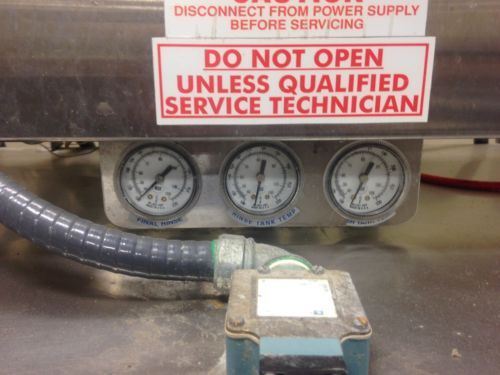 DISCONNECT FROM POWER SUPPLY
BEFORE SERVICING
DO NOT OPEN
UNLESS QUALIFIED
SERVICE TECHNICIAN
FINAL RINSE
RINSE TANK TEMP.